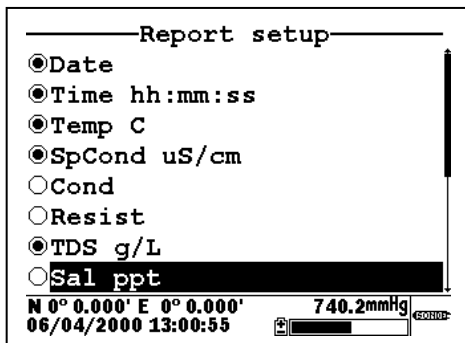 Report setup
Date
Time hh:mm:ss
Temp C
SpCond uS/cm
Cond
Resist
TDS g/L
Sal ppt
N 0° 0.000' E 0° 0.000' 740.2mmHg
06/04/2000 13:00:55 SONDE